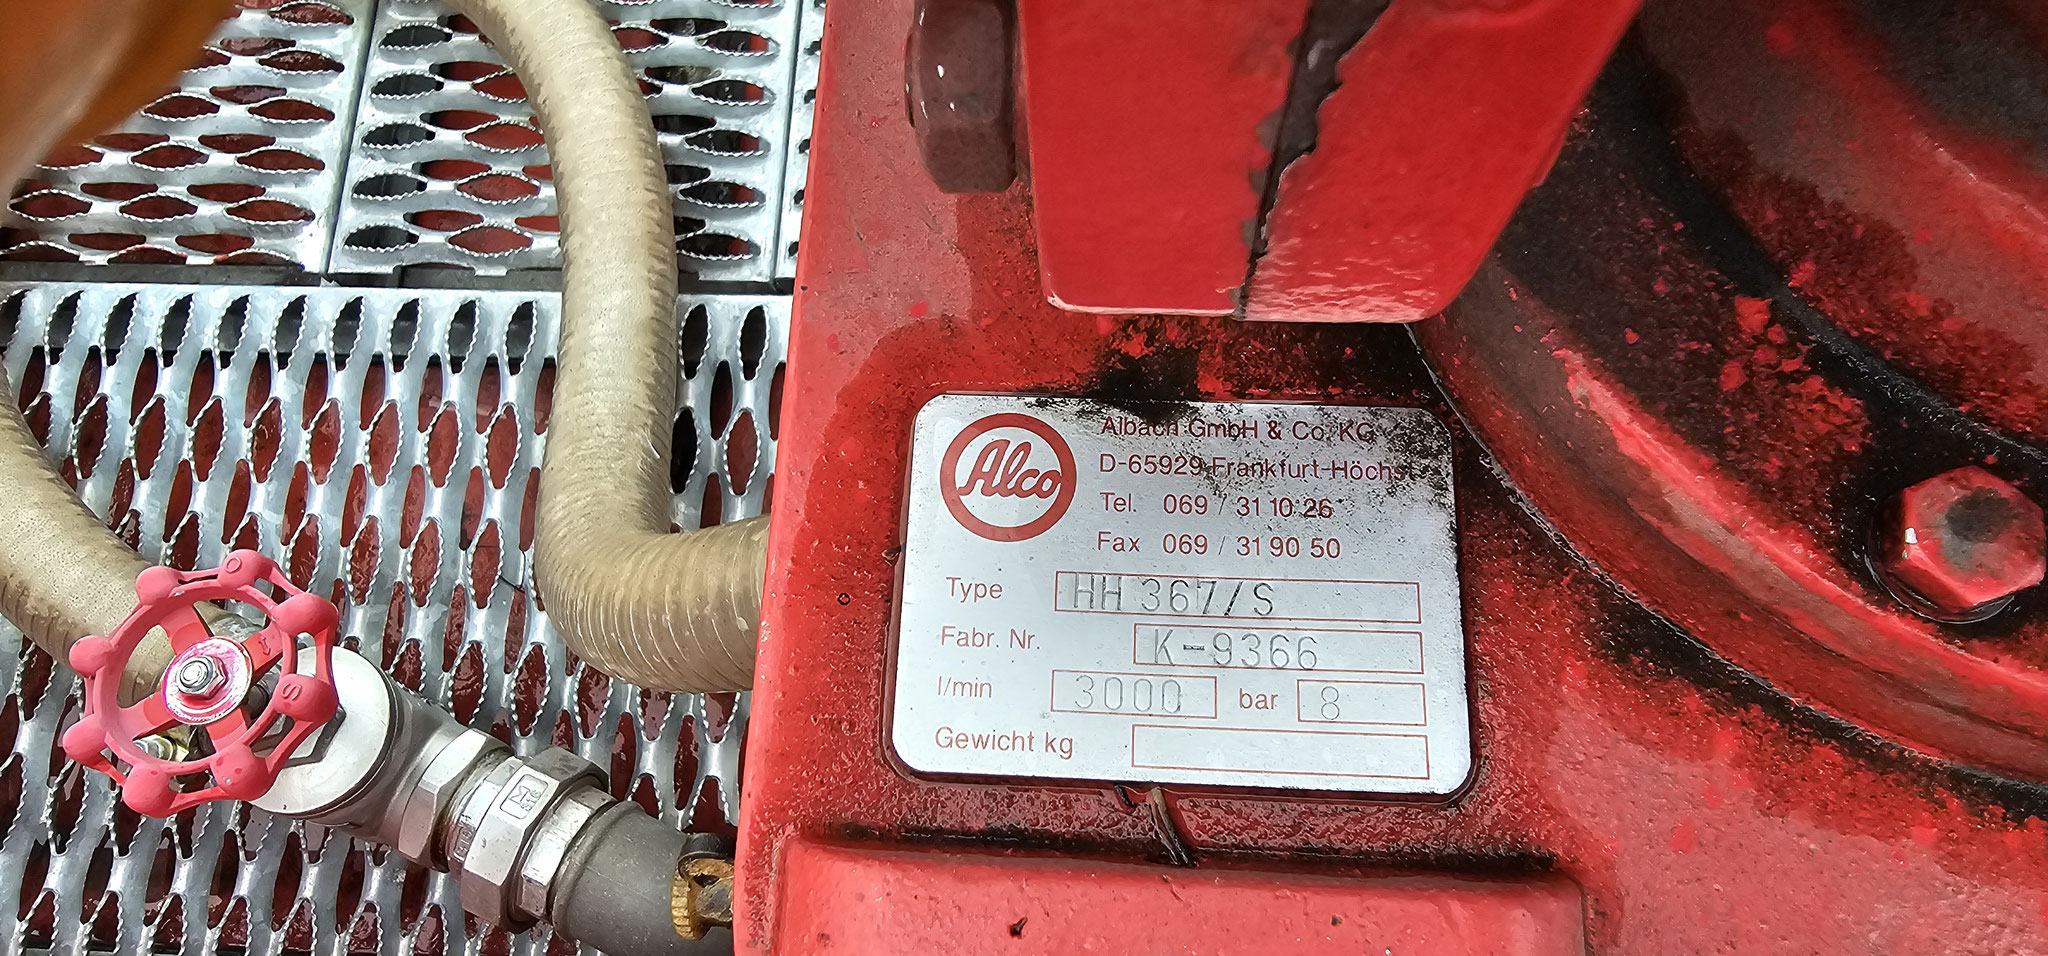 Alco
Albach GmbH & Co. KG
D-65929 Frankfurt-Höchst
Tel. 069 / 31 10 26
Fax 069 / 31 90 50
Type HH 367/S
Fabr. Nr. K-9366
l/min 3000 bar 8
Gewicht kg